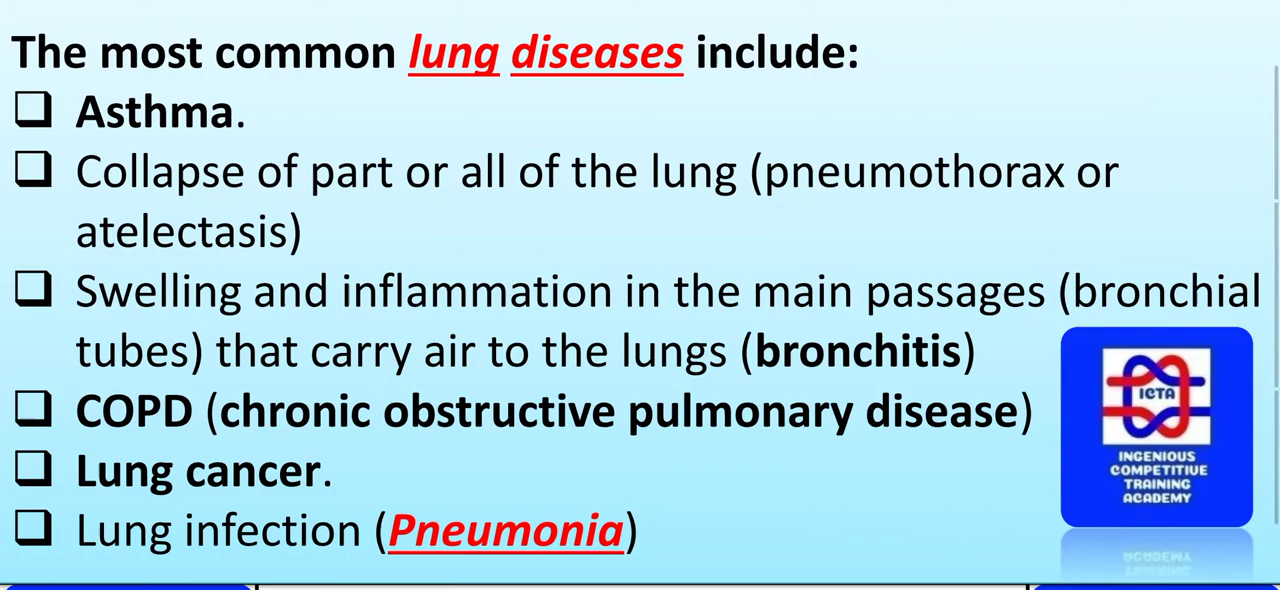 The most common lung diseases include:
Asthma.
Collapse of part or all of the lung (pneumothorax or
atelectasis)
Swelling and inflammation in the main passages (bronchial
tubes) that carry air to the lungs (bronchitis)
COPD (chronic obstructive pulmonary disease)
Lung cancer.
Lung infection (Pneumonia)
ICTA
INGENIOUS
COMPETITIVE
TRAINING
ACADEMY